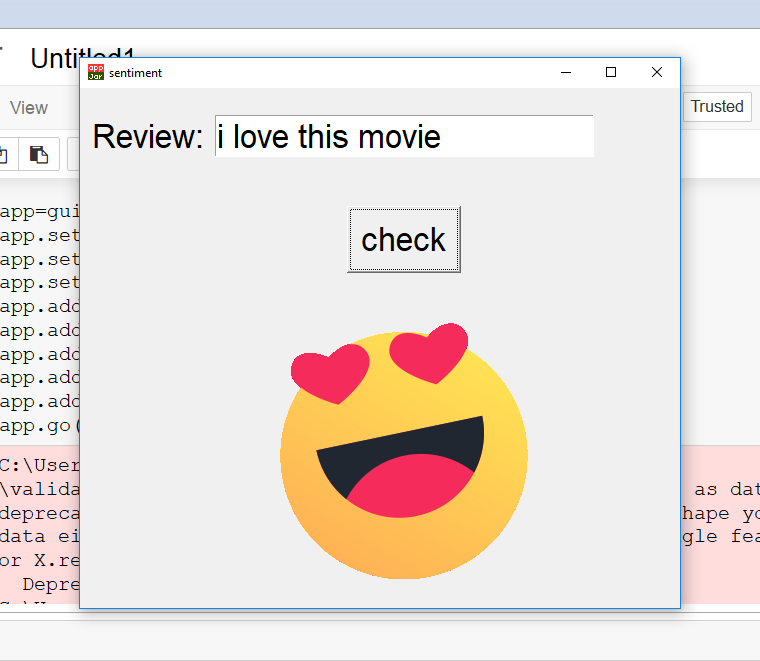 Untitled1
app
Jar
sentiment
View
Trusted
Review: i love this movie
check
app=gui
app.set
app.set
app.set
app.add
app.add
app.add
app.add
app.add
app.go(
C:\User
\valida as dat
depreca hape yo
data ei gle fea
or X.re
Depre